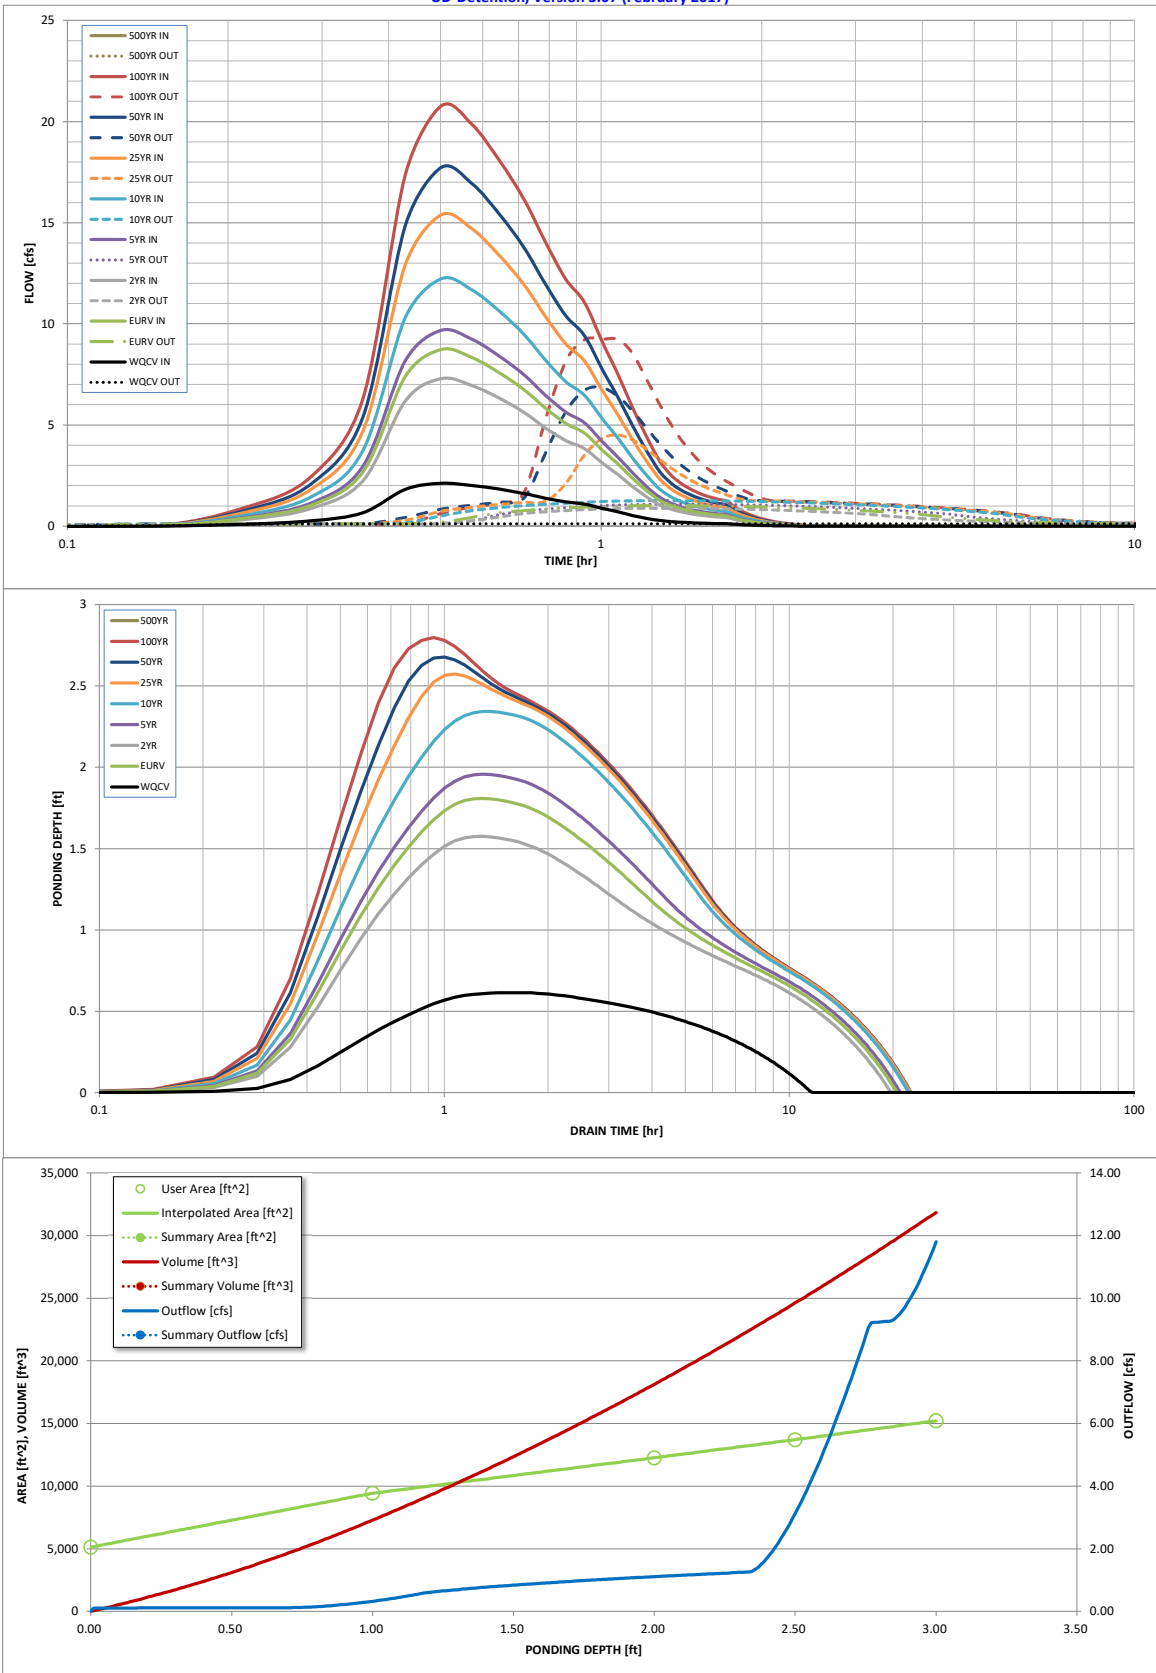 UD-Detention, Version 3.07 (February 2017)
25
20
15
10
5
0
FLOW [cfs]
500YR IN
500YR OUT
100YR IN
100YR OUT
50YR IN
50YR OUT
25YR IN
25YR OUT
10YR IN
10YR OUT
5YR IN
5YR OUT
2YR IN
2YR OUT
EURV IN
EURV OUT
WQCV IN
WQCV OUT
0.1
1
10
TIME [hr]
3
2.5
2
1.5
1
0.5
0
PONDING DEPTH [ft]
500YR
100YR
50YR
25YR
10YR
5YR
2YR
EURV
WQCV
0.1
1
10
100
DRAIN TIME [hr]
35,000
30,000
25,000
20,000
15,000
10,000
5,000
0
AREA [ft^2], VOLUME [ft^3]
User Area [ft^2]
Interpolated Area [ft^2]
Summary Area [ft^2]
Volume [ft^3]
Summary Volume [ft^3]
Outflow [cfs]
Summary Outflow [cfs]
14.00
12.00
10.00
8.00
6.00
4.00
2.00
0.00
OUTFLOW [cfs]
0.00
0.50
1.00
1.50
2.00
2.50
3.00
3.50
PONDING DEPTH [ft]